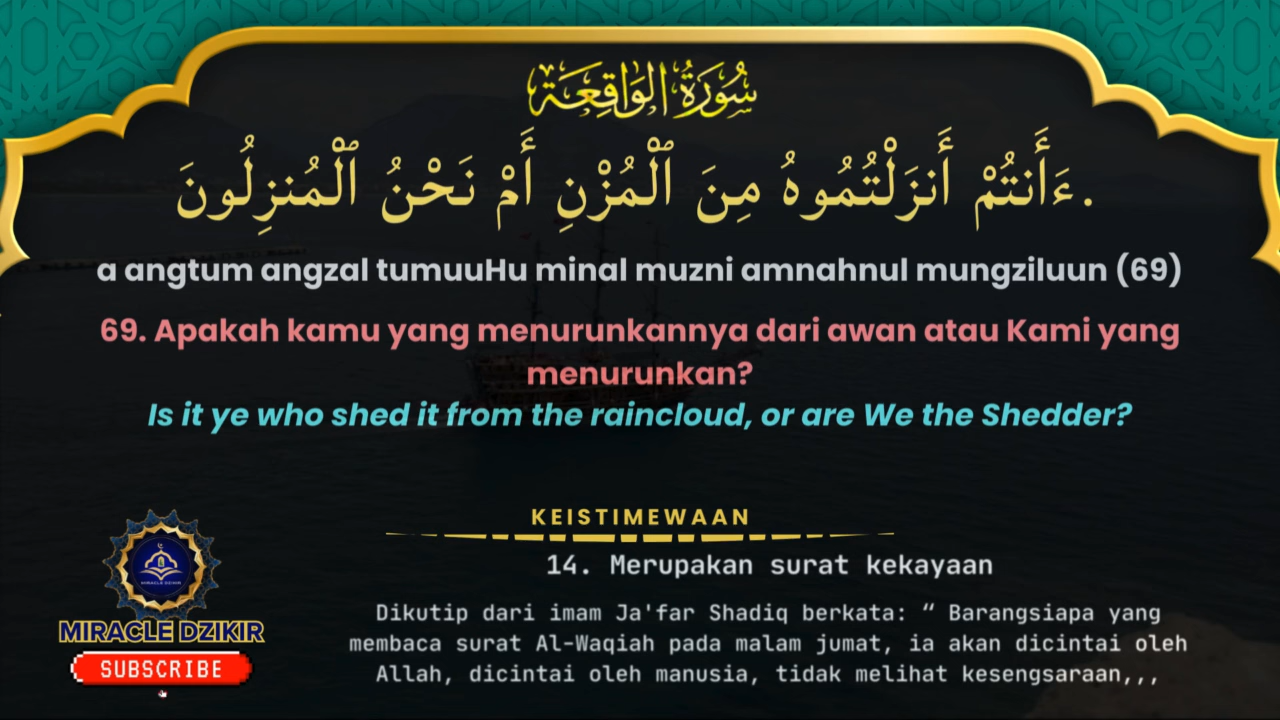 سُورَةُ الوَاقِعَة
ءَأَنتُمْ أَنزَلْتُمُوهُ مِنَ ٱلْمُزْنِ أَمْ نَحْنُ ٱلْمُنزِلُونَ.
a angtum angzal tumuuHu minal muzni amnahnul mungziluun (69)
69. Apakah kamu yang menurunkannya dari awan atau Kami yang
menurunkan?
Is it ye who shed it from the raincloud, or are We the Shedder?
KEISTIMEWAAN
14. Merupakan surat kekayaan
Dikutip dari imam Ja'far Shadiq berkata: “ Barangsiapa yang
membaca surat Al-Waqiah pada malam jumat, ia akan dicintai oleh
Allah, dicintai oleh manusia, tidak melihat kesengsaraan,,,
MIRACLE DZIKIR
MIRACLE DZIKIR
SUBSCRIBE